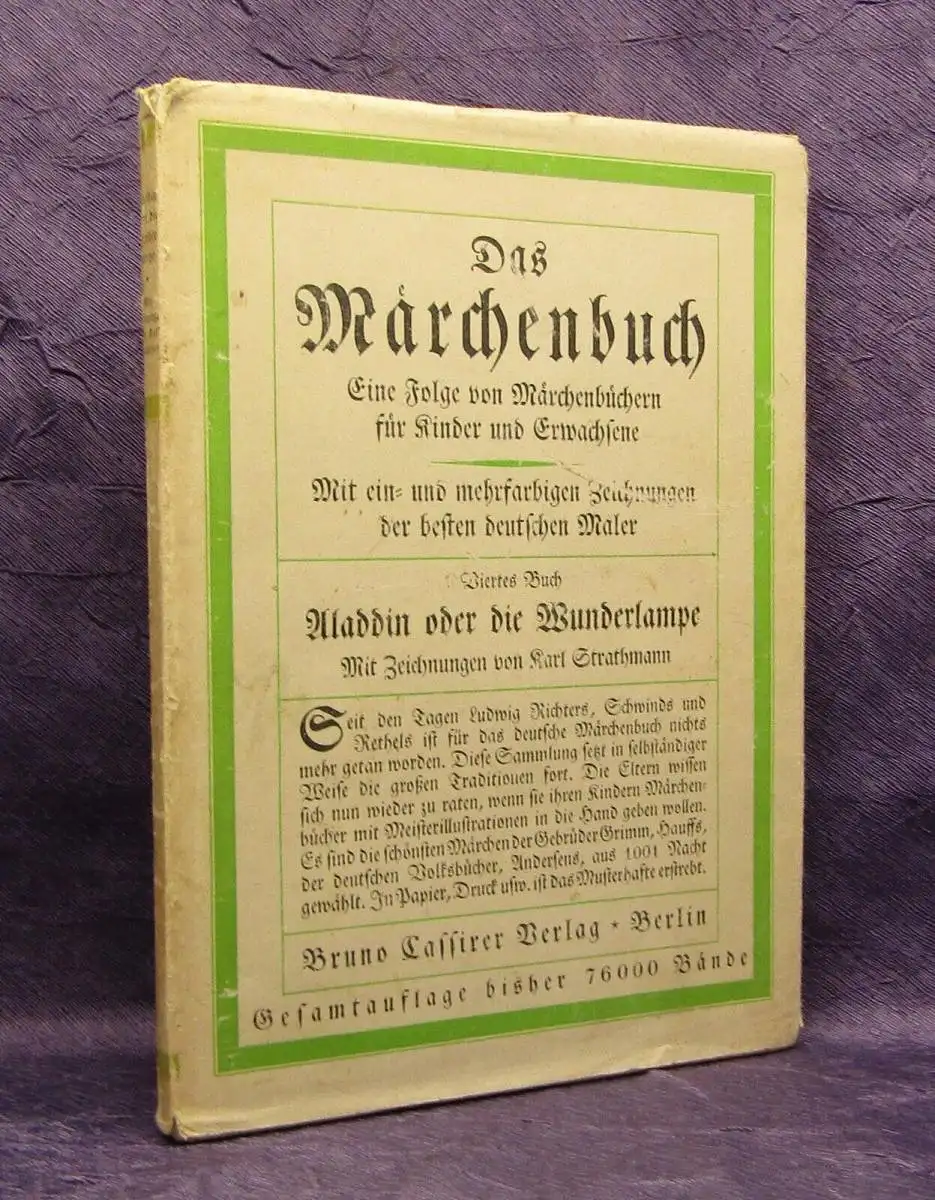 Das
Märchenbuch
Eine Folge von Märchenbüchern
für Kinder und Erwachsene
Mit ein- und mehrfarbigen Zeichnungen
der besten deutschen Maler
Viertes Buch
Aladdin oder die Wunderlampe
Mit Zeichnungen von Karl Strathmann
Seit den Tagen Ludwig Richters, Schwinds und
Rethels ist für das deutsche Märchenbuch nichts
mehr getan worden. Diese Sammlung setzt in selbständiger
Weise die großen Traditionen fort. Die Eltern wissen
sich nun wieder zu raten, wenn sie ihren Kindern Märchen-
bücher mit Meisterillustrationen in die Hand geben wollen.
Es sind die schönsten Märchen der Gebrüder Grimm, Hauffs,
der deutschen Volksbücher, Andersens, aus 1001 Nacht
gewählt. In Papier, Druck usw. ist das Musterhafte erstrebt.
Bruno Cassirer Verlag * Berlin
Gesamtauflage bisher 76000 Bände